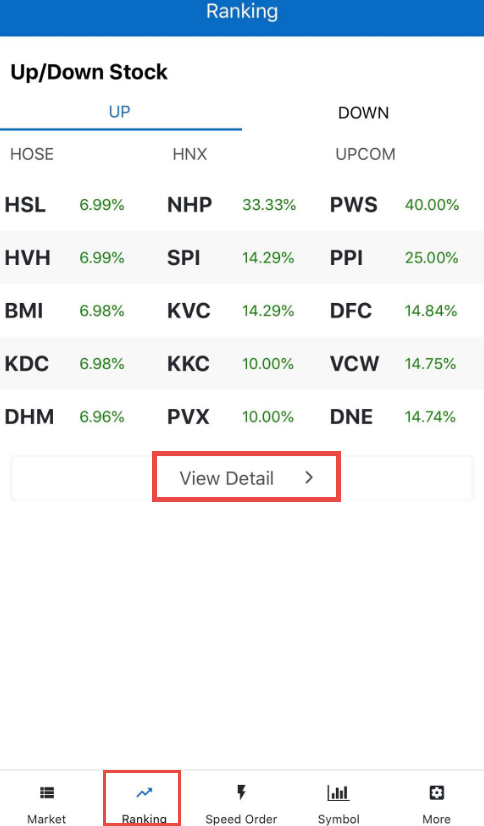 Ranking
Up/Down Stock
UP DOWN
HOSE HNX UPCOM
HSL 6.99% NHP 33.33% PWS 40.00%
HVH 6.99% SPI 14.29% PPI 25.00%
BMI 6.98% KVC 14.29% DFC 14.84%
KDC 6.98% KKC 10.00% VCW 14.75%
DHM 6.96% PVX 10.00% DNE 14.74%
View Detail >
Market Ranking Speed Order Symbol More